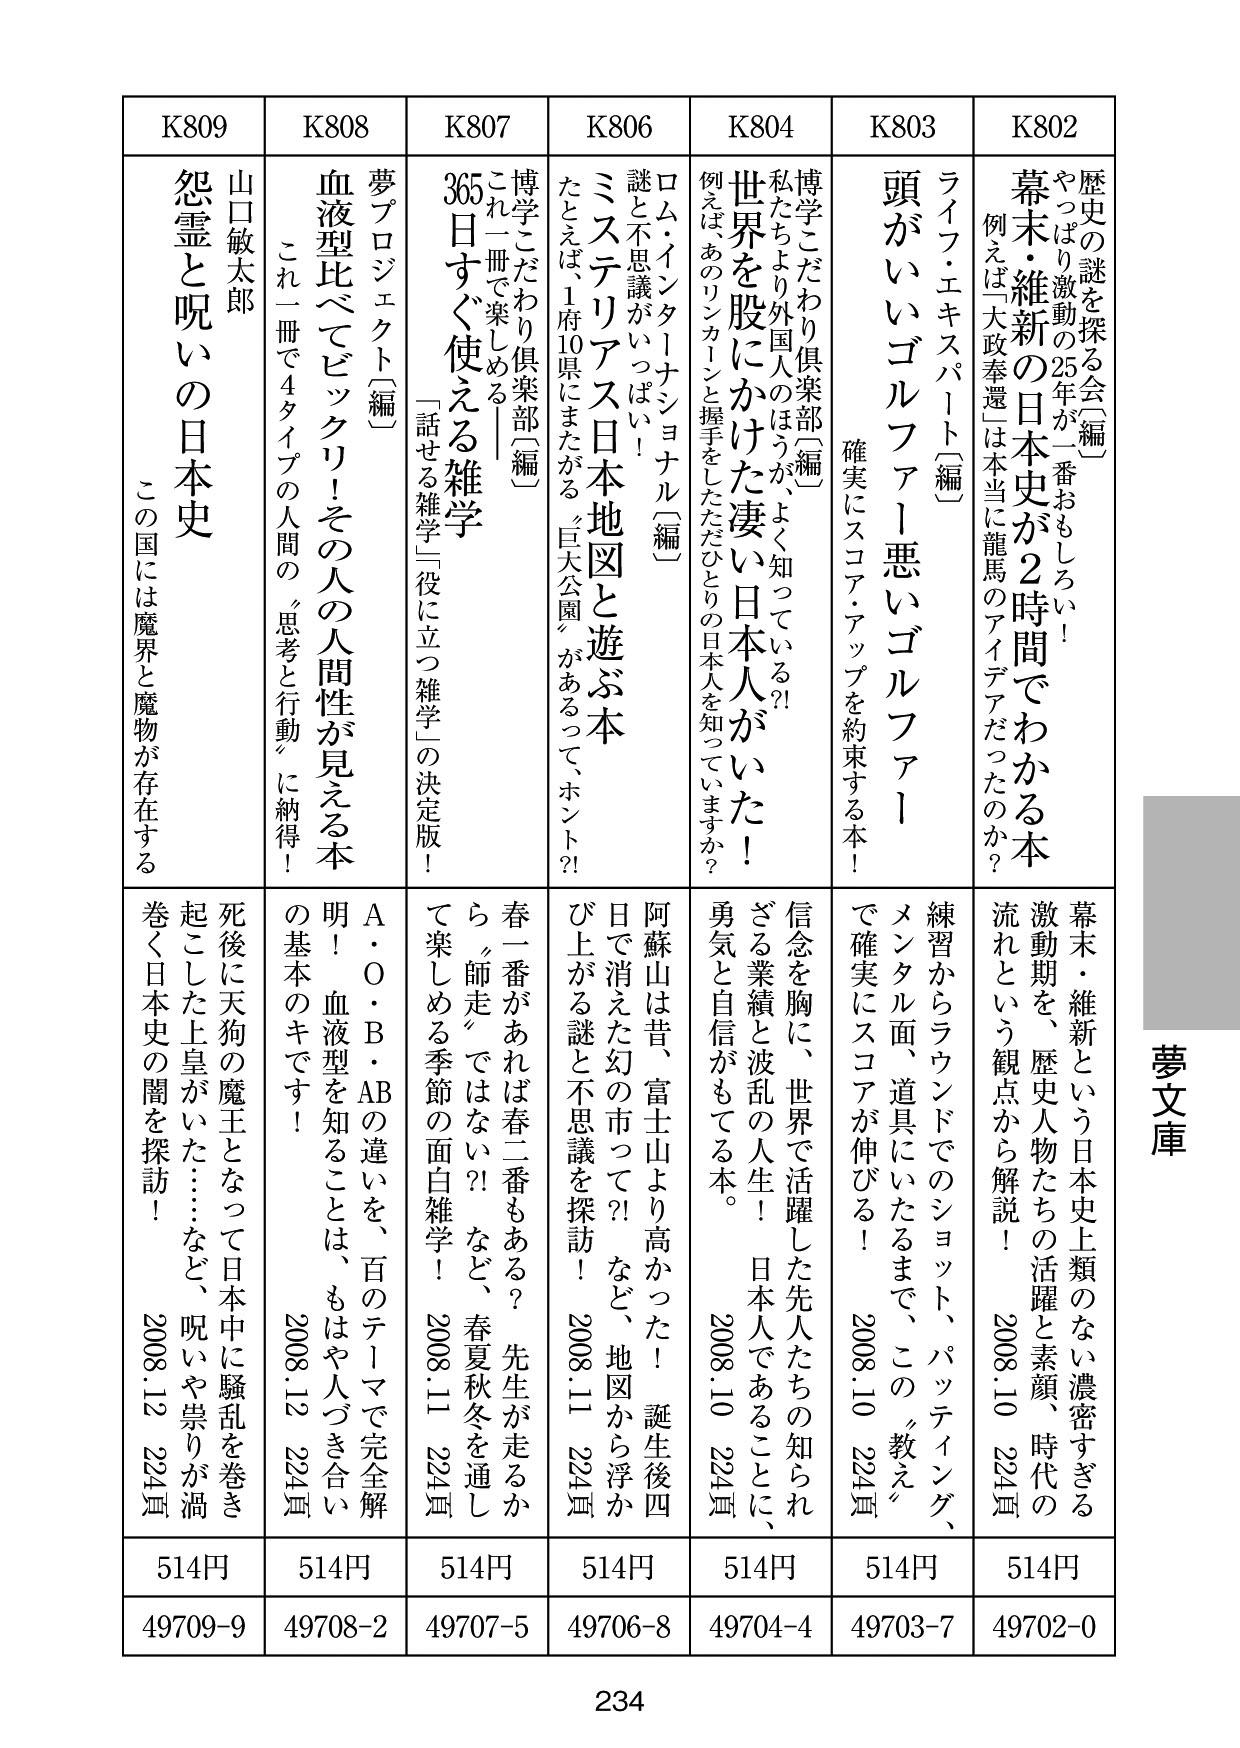 K802
歴史の謎を探る会〔編〕
やっぱり激動の25年が一番おもしろい！
幕末・維新の日本史が２時間でわかる本
例えば「大政奉還」は本当に龍馬のアイデアだったのか？
幕末・維新という日本史上類のない濃密すぎる
激動期を、歴史人物たちの活躍と素顔、時代の
流れという観点から解説！
2008.10　224頁
514円
49702-0
K803
ライフ・エキスパート〔編〕
頭がいいゴルファー悪いゴルファー
確実にスコア・アップを約束する本！
練習からラウンドでのショット、パッティング、
メンタル面、道具にいたるまで、この〝教え〟
で確実にスコアが伸びる！
2008.10　224頁
514円
49703-7
K804
博学こだわり倶楽部〔編〕
私たちより外国人のほうが、よく知っている?!
世界を股にかけた凄い日本人がいた！
例えば、あのリンカーンと握手をしたただひとりの日本人を知っていますか？
信念を胸に、世界で活躍した先人たちの知られ
ざる業績と波乱の人生！　日本人であることに、
勇気と自信がもてる本。
2008.10　224頁
514円
49704-4
K806
ロム・インターナショナル〔編〕
謎と不思議がいっぱい！
ミステリアス日本地図と遊ぶ本
たとえば、１府10県にまたがる〝巨大公園〟があるって、ホント?!
阿蘇山は昔、富士山より高かった！　誕生後四
日で消えた幻の市って?!　など、地図から浮か
び上がる謎と不思議を探訪！
2008.11　224頁
514円
49706-8
K807
博学こだわり倶楽部〔編〕
これ一冊で楽しめる――
365日すぐ使える雑学
「話せる雑学」「役に立つ雑学」の決定版！
春一番があれば春二番もある？　先生が走るか
ら〝師走〟ではない?!　など、春夏秋冬を通し
て楽しめる季節の面白雑学！
2008.11　224頁
514円
49707-5
K808
夢プロジェクト〔編〕
血液型比べてビックリ！その人の人間性が見える本
これ一冊で４タイプの人間の〝思考と行動〟に納得！
Ａ・Ｏ・Ｂ・ABの違いを、百のテーマで完全解
明！　血液型を知ることは、もはや人づき合い
の基本のキです！
2008.12　224頁
514円
49708-2
K809
山口敏太郎
怨霊と呪いの日本史
この国には魔界と魔物が存在する
死後に天狗の魔王となって日本中に騒乱を巻き
起こした上皇がいた……など、呪いや祟りが渦
巻く日本史の闇を探訪！
2008.12　224頁
514円
49709-9
夢文庫
234